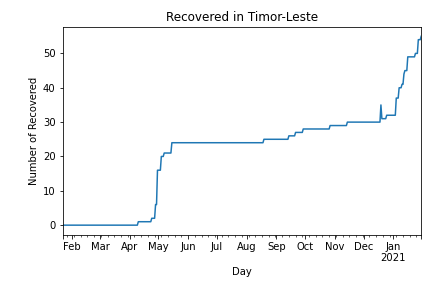 Recovered in Timor-Leste
Number of Recovered
50
40
30
20
10
0
Feb Mar Apr May Jun Jul Aug Sep Oct Nov Dec Jan
2021
Day